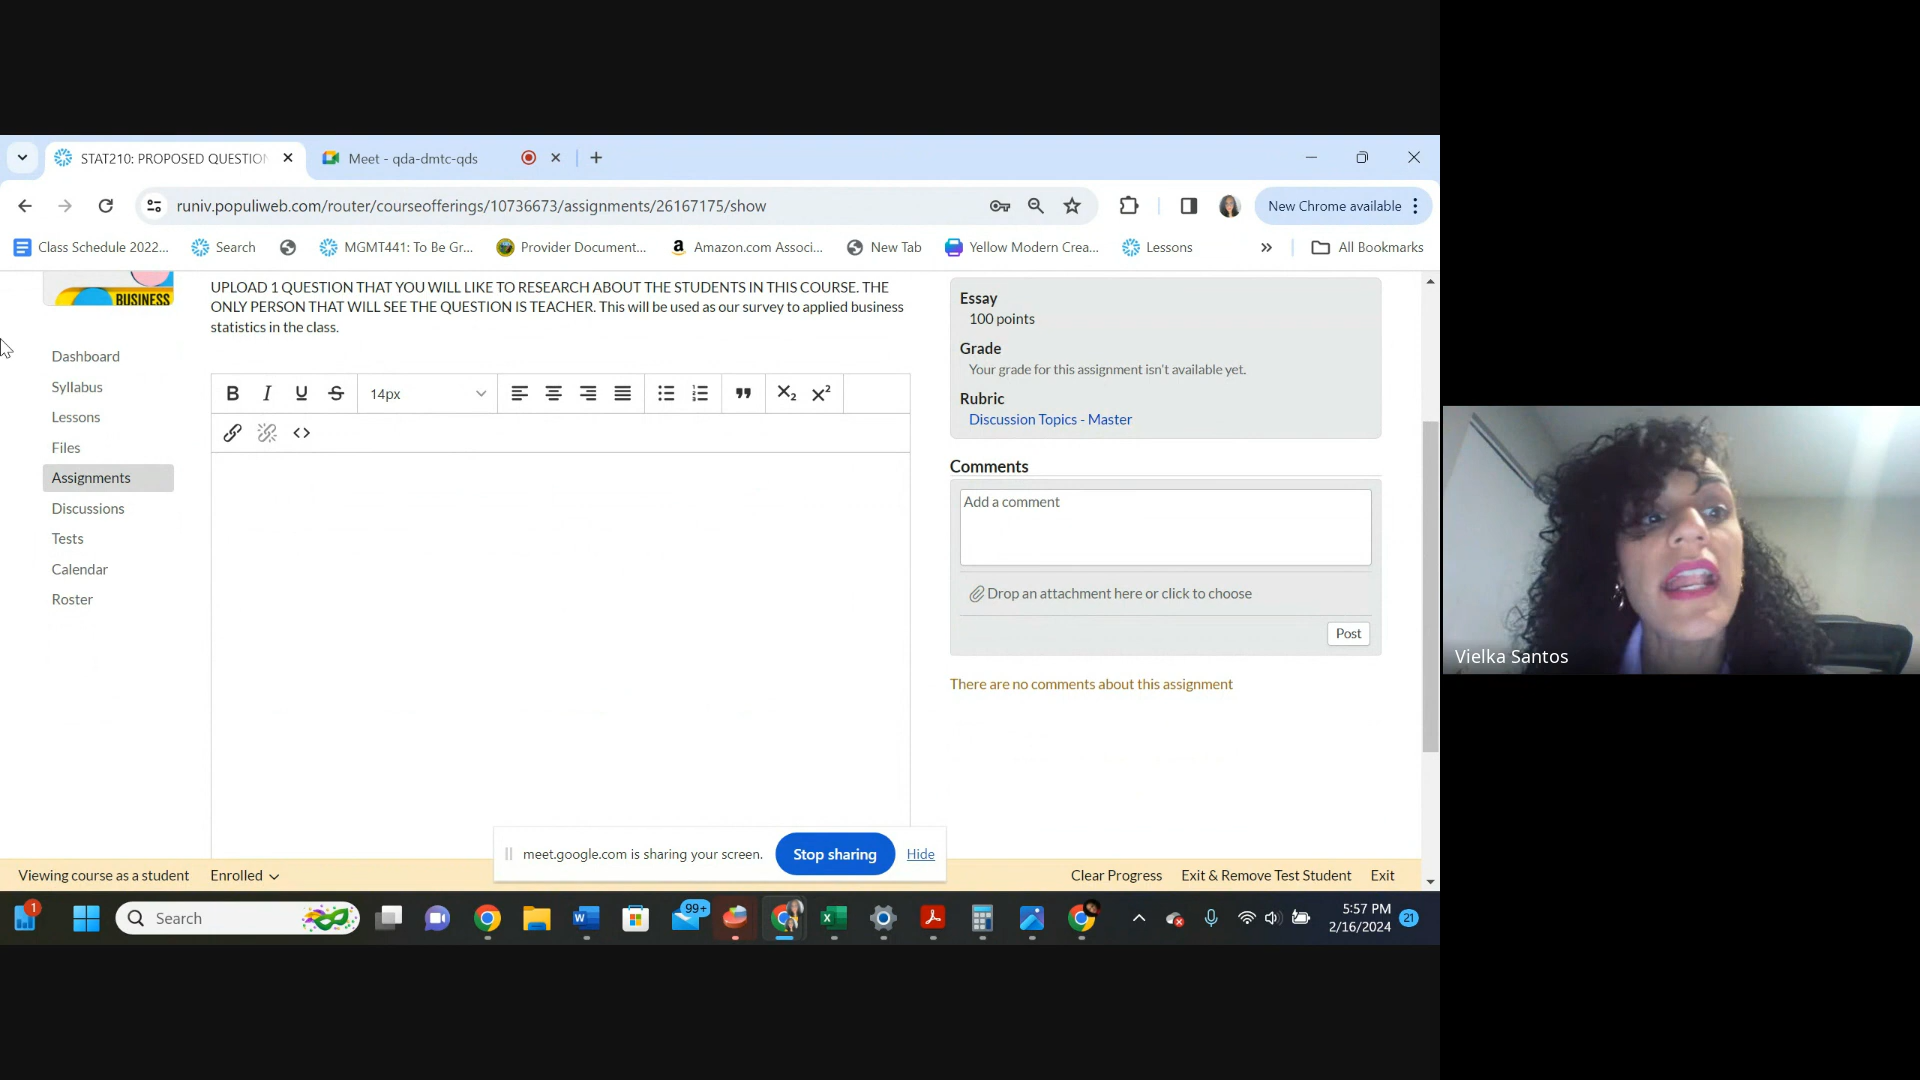 STAT210: PROPOSED QUESTION
Meet - qda-dmtc-qds
runiv.populiweb.com/router/courseofferings/10736673/assignments/26167175/show
New Chrome available
Class Schedule 2022...
Search
MGMT441: To Be Gr...
Provider Document...
Amazon.com Associ...
New Tab
Yellow Modern Crea...
Lessons
All Bookmarks
BUSINESS
Dashboard
Syllabus
Lessons
Files
Assignments
Discussions
Tests
Calendar
Roster
UPLOAD 1 QUESTION THAT YOU WILL LIKE TO RESEARCH ABOUT THE STUDENTS IN THIS COURSE. THE
ONLY PERSON THAT WILL SEE THE QUESTION IS TEACHER. This will be used as our survey to applied business
statistics in the class.
14px
Essay
100 points
Grade
Your grade for this assignment isn't available yet.
Rubric
Discussion Topics - Master
Comments
Add a comment
Drop an attachment here or click to choose
Post
There are no comments about this assignment
Vielka Santos
meet.google.com is sharing your screen.
Stop sharing
Hide
Viewing course as a student
Enrolled
Clear Progress
Exit & Remove Test Student
Exit
1
Search
99+
5:57 PM
2/16/2024
21